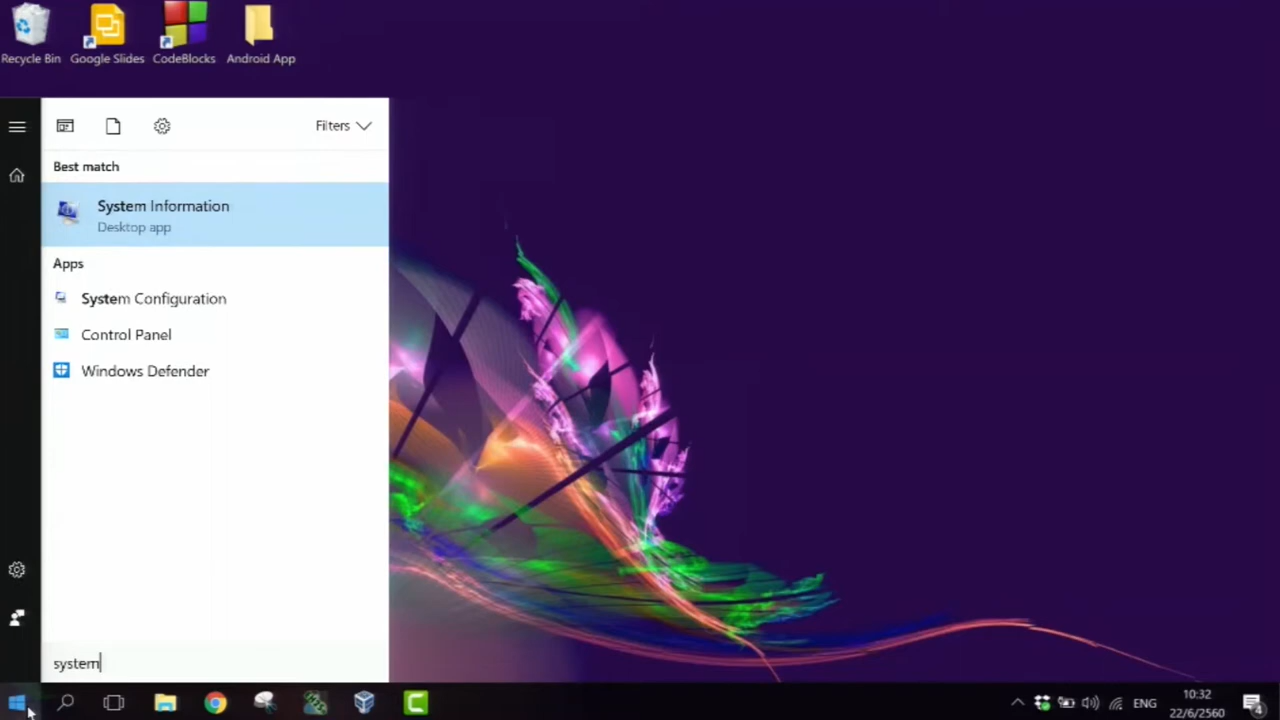 Recycle Bin
Google Slides
CodeBlocks
Android App
Filters
Best match
System Information
Desktop app
Apps
System Configuration
Control Panel
Windows Defender
system
ENG
10:32
22/6/2560
4